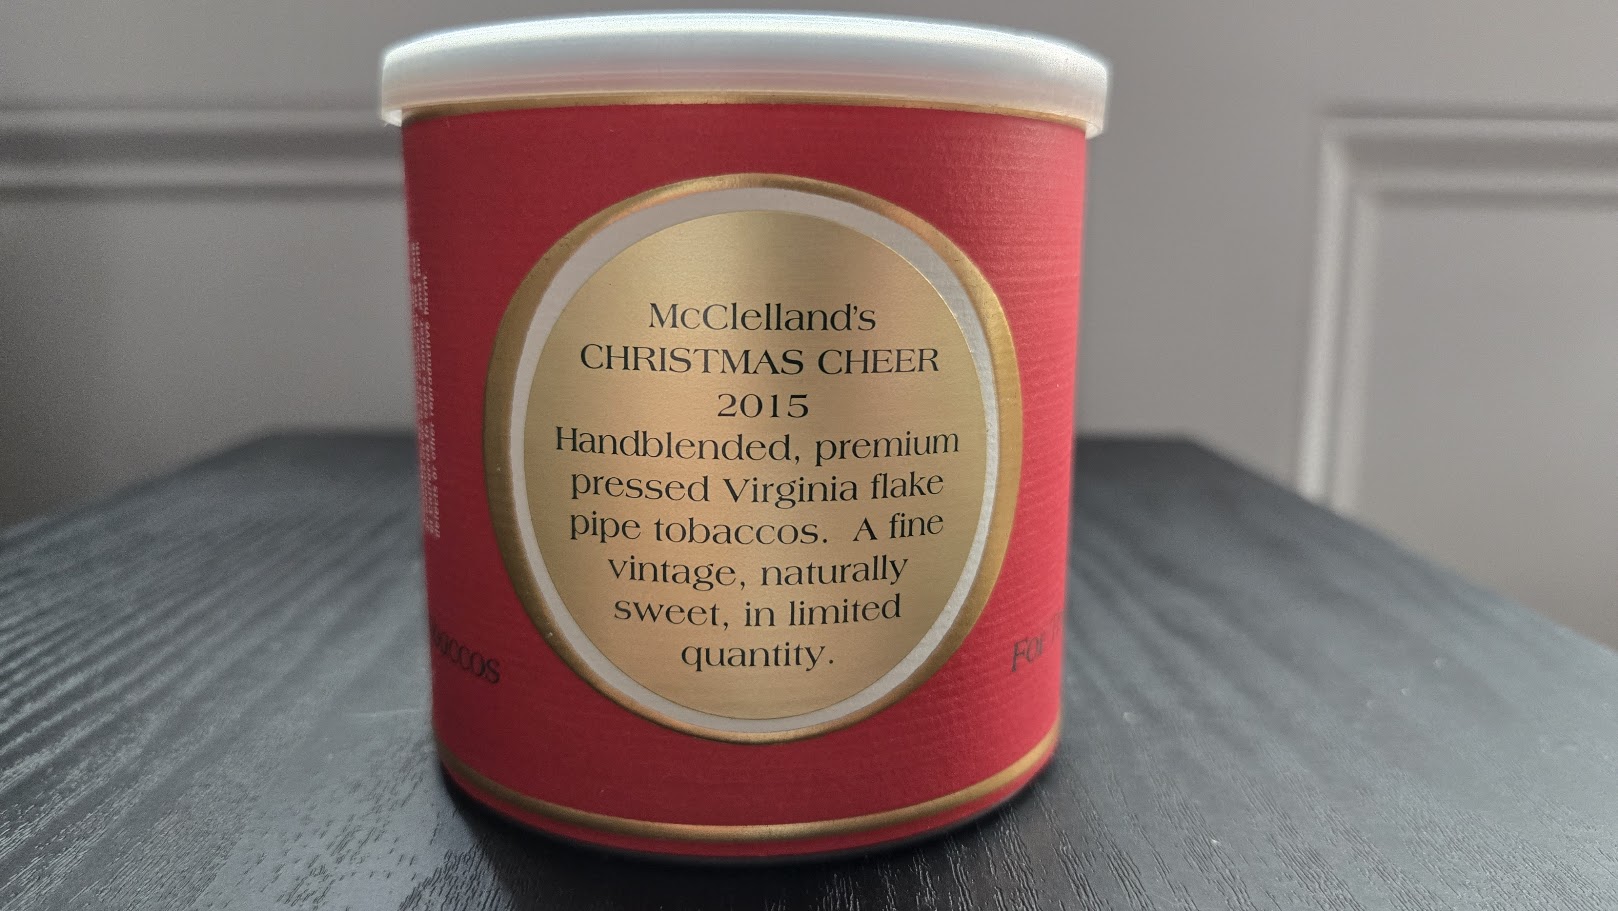 McClelland's
CHRISTMAS CHEER
2015
Handblended, premium
pressed Virginia flake
pipe tobaccos. A fine
vintage, naturally
sweet, in limited
quantity.